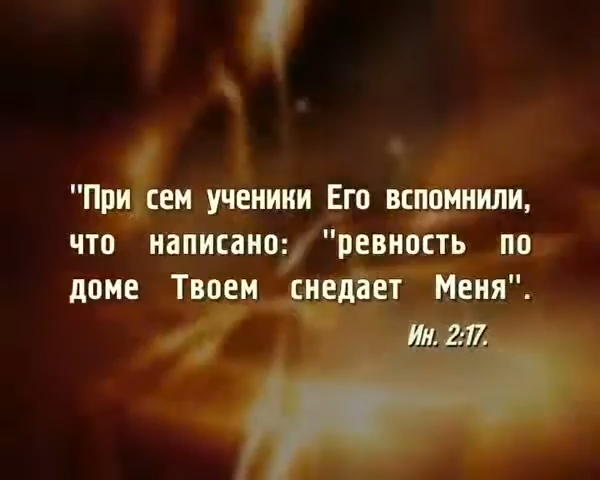 "При сем ученики Его вспомнили,
что написано: "ревность по
доме Твоем снедает Меня".
Ин. 2:17.